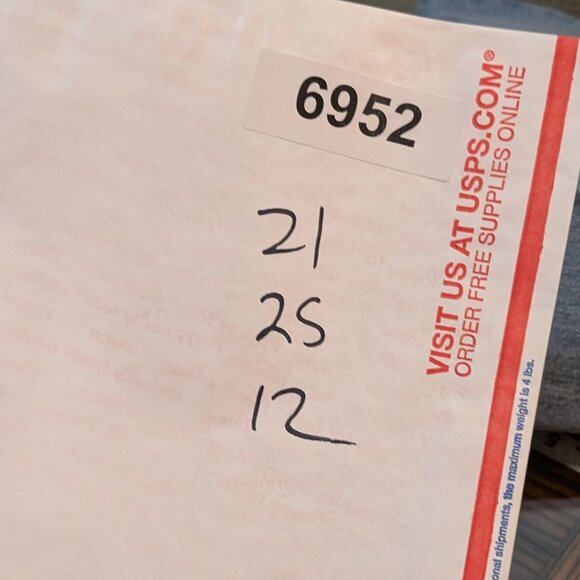 6952
21
25
12
VISIT US AT USPS.COM®
ORDER FREE SUPPLIES ONLINE
onal shipments, the maximum weight is 4 lbs.